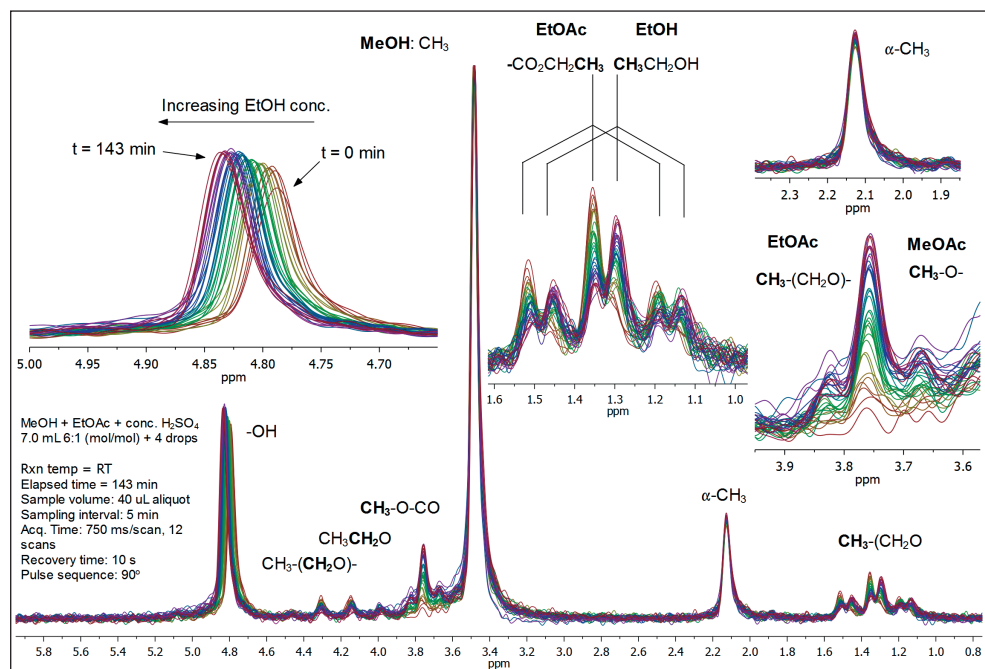 MeOH: CH₃
EtOAc EtOH
-CO₂CH₂CH₃ CH₃CH₂OH
α-CH₃
Increasing EtOH conc.
t = 143 min
t = 0 min
5.00 4.95 4.90 4.85 4.80 4.75 4.70
ppm
1.6 1.5 1.4 1.3 1.2 1.1 1.0
ppm
2.3 2.2 2.1 2.0 1.9
ppm
EtOAc MeOAc
CH₃-(CH₂O)- CH₃-O-
3.9 3.8 3.7 3.6
ppm
MeOH + EtOAc + conc. H₂SO₄
7.0 mL 6:1 (mol/mol) + 4 drops
Rxn temp = RT
Elapsed time = 143 min
Sample volume: 40 uL aliquot
Sampling interval: 5 min
Acq. Time: 750 ms/scan, 12
scans
Recovery time: 10 s
Pulse sequence: 90º
-OH
CH₃-O-CO
CH₃CH₂O
CH₃-(CH₂O)-
α-CH₃
CH₃-(CH₂O
5.8 5.6 5.4 5.2 5.0 4.8 4.6 4.4 4.2 4.0 3.8 3.6 3.4 3.2 3.0 2.8 2.6 2.4 2.2 2.0 1.8 1.6 1.4 1.2 1.0 0.8
ppm